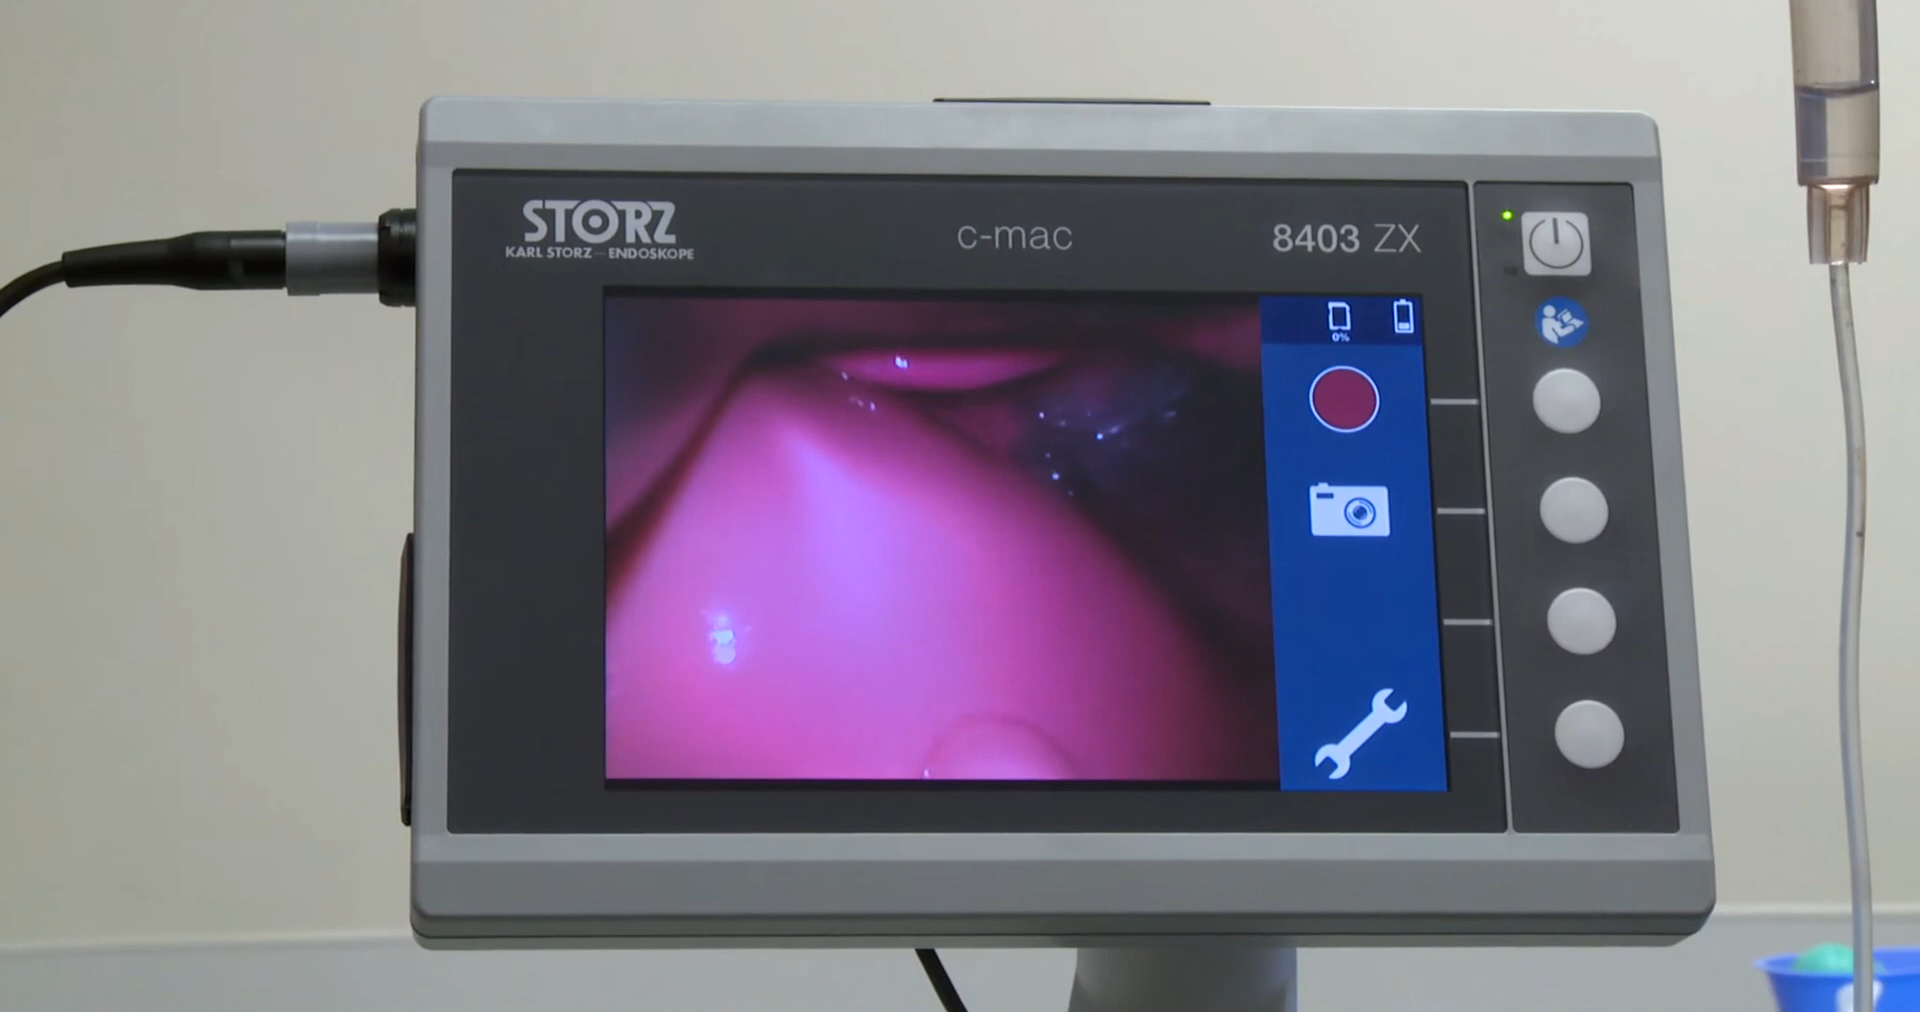 STORZ
KARL STORZ — ENDOSKOPE
c-mac
8403 ZX
0%